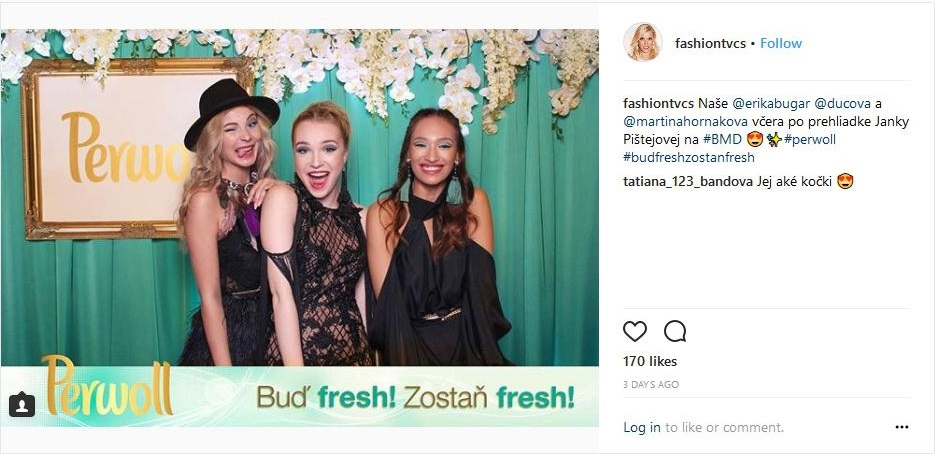 Perwoll
Perwoll
Buď fresh! Zostaň fresh!
fashiontvcs • Follow
fashiontvcs Naše @erikabugar @ducova a
@martinahornakova včera po prehliadke Janky
Pištejovej na #BMD 😍✨#perwoll
#budfreshzostanfresh
tatiana_123_bandova Jej aké kočki 😍
170 likes
3 DAYS AGO
Log in to like or comment.